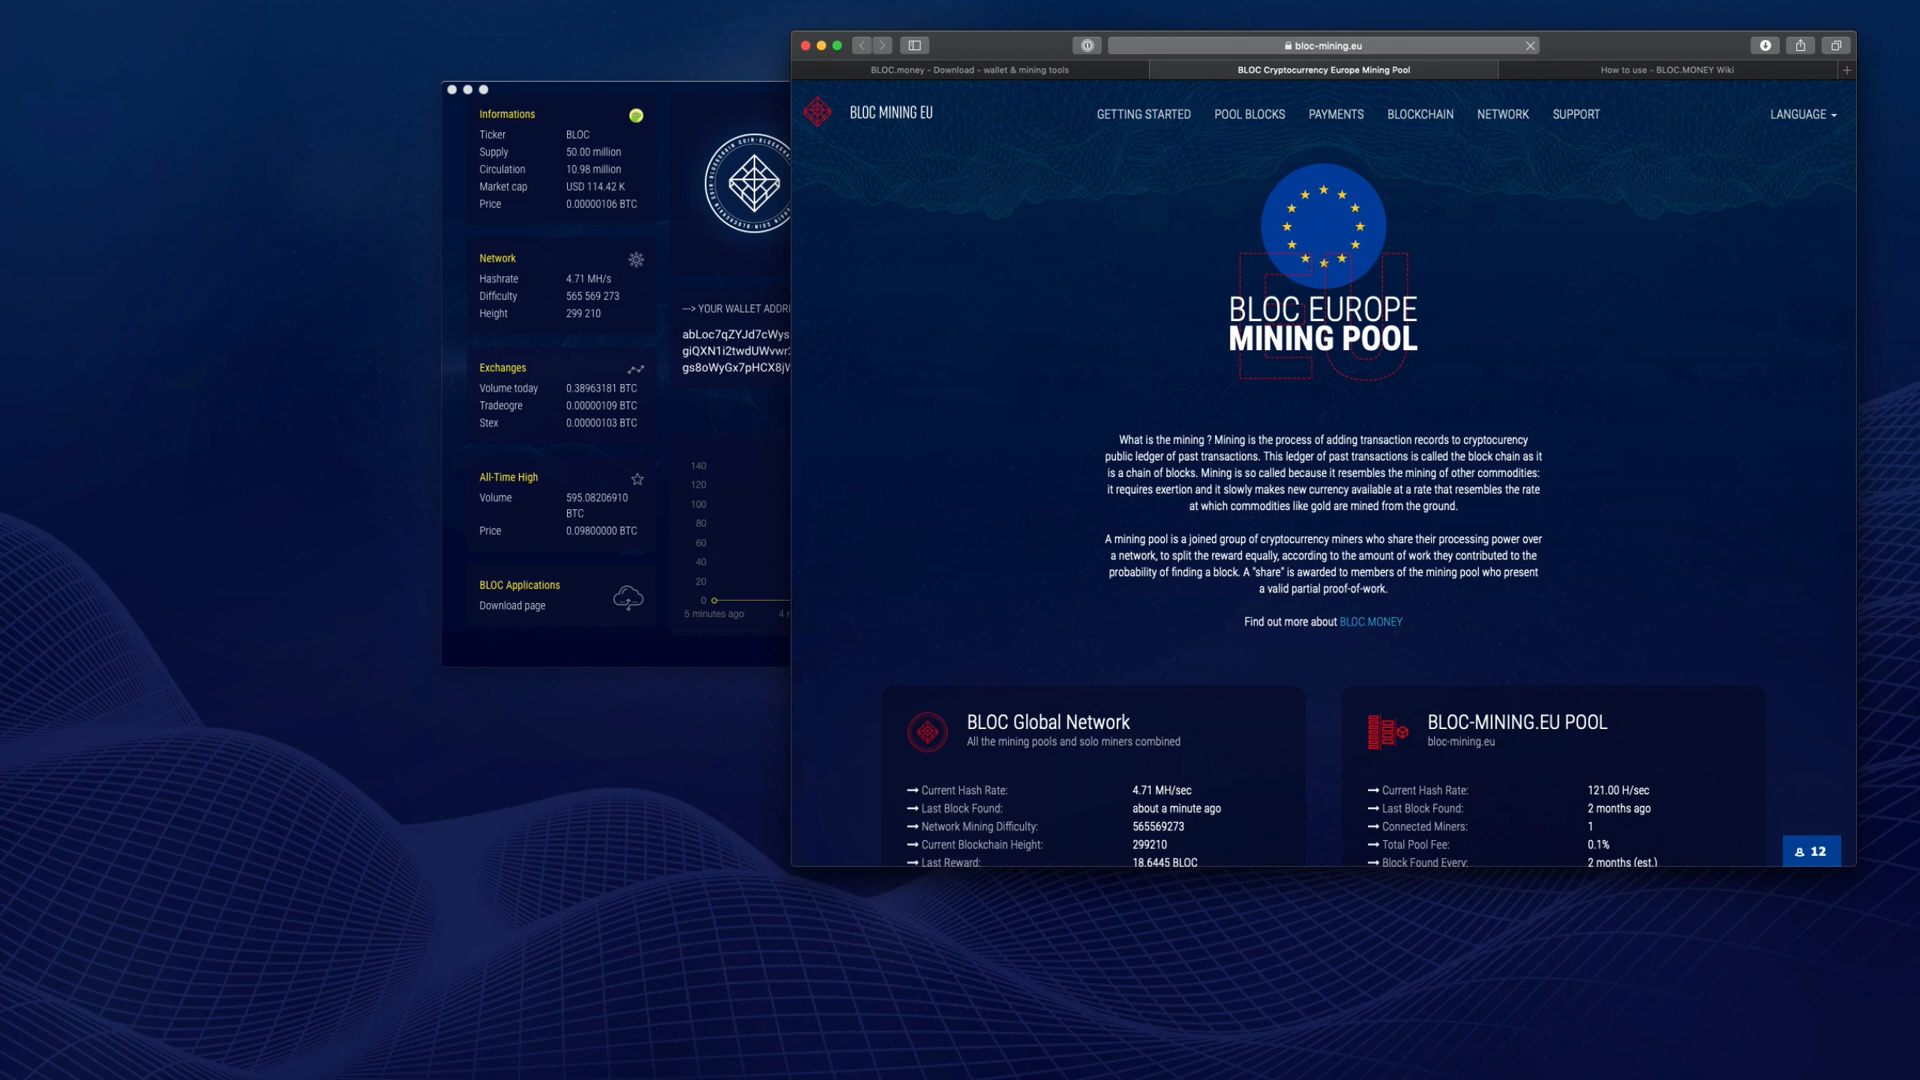 bloc-mining.eu
BLOC.money - Download - wallet & mining tools
BLOC Cryptocurrency Europe Mining Pool
How to use - BLOC.MONEY Wiki
BLOC MINING EU
GETTING STARTED
POOL BLOCKS
PAYMENTS
BLOCKCHAIN
NETWORK
SUPPORT
LANGUAGE
EU
BLOC EUROPE
MINING POOL
What is the mining ? Mining is the process of adding transaction records to cryptocurency
public ledger of past transactions. This ledger of past transactions is called the block chain as it
is a chain of blocks. Mining is so called because it resembles the mining of other commodities:
it requires exertion and it slowly makes new currency available at a rate that resembles the rate
at which commodities like gold are mined from the ground.
A mining pool is a joined group of cryptocurency miners who share their processing power over
a network, to split the reward equally, according to the amount of work they contributed to the
probability of finding a block. A "share" is awarded to members of the mining pool who present
a valid partial proof-of-work.
Find out more about BLOC.MONEY
BLOC Global Network
All the mining pools and solo miners combined
Current Hash Rate: 4.71 MH/sec
Last Block Found: about a minute ago
Network Mining Difficulty: 565569273
Current Blockchain Height: 299210
Last Reward: 18.6445 BLOC
BLOC-MINING.EU POOL
bloc-mining.eu
Current Hash Rate: 121.00 H/sec
Last Block Found: 2 months ago
Connected Miners: 1
Total Pool Fee: 0.1%
Block Found Every: 2 months (est.)
12
Informations
Ticker BLOC
Supply 50.00 million
Circulation 10.98 million
Market cap USD 114.42 K
Price 0.00000106 BTC
Network
Hashrate 4.71 MH/s
Difficulty 565 569 273
Height 299 210
Exchanges
Volume today 0.38963181 BTC
Tradeogre 0.00000109 BTC
Stex 0.00000103 BTC
All-Time High
Volume 595.08206910
BTC
Price 0.09800000 BTC
BLOC Applications
Download page
---> YOUR WALLET ADDR
abLoc7qZYJd7cWys
giQXN1i2twdUWvwr
gs8oWyGx7pHCX8j
140
120
100
80
60
40
20
0
5 minutes ago